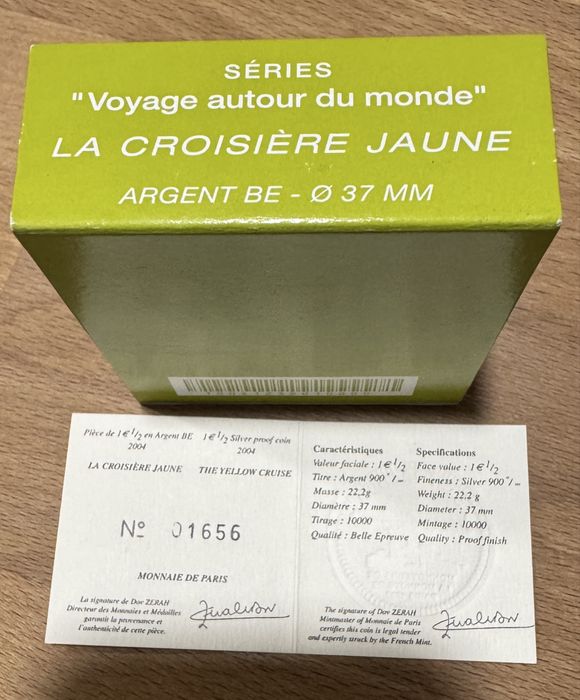 SÉRIES
"Voyage autour du monde"
LA CROISIÈRE JAUNE
ARGENT BE - Ø 37 MM
Pièce de 1 € 1/2 en Argent BE
2004
1 € 1/2 Silver proof coin
2004
LA CROISIÈRE JAUNE
THE YELLOW CRUISE
Nº 01656
MONNAIE DE PARIS
La signature de Dov ZERAH
Directeur des Monnaies et Médailles
garantit la provenance et
l'authenticité de cette pièce.
Caractéristiques
Valeur faciale : 1 € 1/2
Titre : Argent 900 °/..
Masse : 22,2g
Diamètre : 37 mm
Tirage : 10000
Qualité : Belle Epreuve
Specifications
Face value : 1 € 1/2
Fineness : Silver 900 °/..
Weight : 22,2 g
Diameter : 37 mm
Mintage : 10000
Quality : Proof finish
The signature of Dov ZERAH
Mintmaster of Monnaie de Paris
certifies this coin is legal tender
and expertly struck by the French Mint.